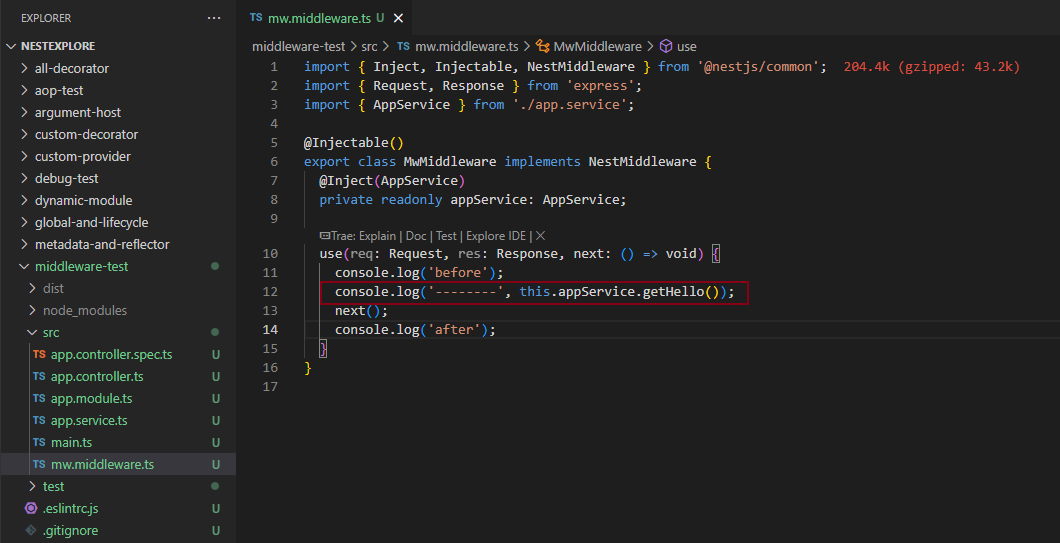 EXPLORER ···
NESTEXPLORE
all-decorator
aop-test
argument-host
custom-decorator
custom-provider
debug-test
dynamic-module
global-and-lifecycle
metadata-and-reflector
middleware-test
dist
node_modules
src
TS app.controller.spec.ts U
TS app.controller.ts U
TS app.module.ts U
TS app.service.ts U
TS main.ts U
TS mw.middleware.ts U
test
.eslintrc.js U
.gitignore U
TS mw.middleware.ts U
middleware-test > src > TS mw.middleware.ts > MwMiddleware > use
1 import { Inject, Injectable, NestMiddleware } from '@nestjs/common'; 204.4k (gzipped: 43.2k)
2 import { Request, Response } from 'express';
3 import { AppService } from './app.service';
4
5 @Injectable()
6 export class MwMiddleware implements NestMiddleware {
7 @Inject(AppService)
8 private readonly appService: AppService;
9
Trae: Explain | Doc | Test | Explore IDE | X
10 use(req: Request, res: Response, next: () => void) {
11 console.log('before');
12 console.log('--------', this.appService.getHello());
13 next();
14 console.log('after');
15 }
16 }
17